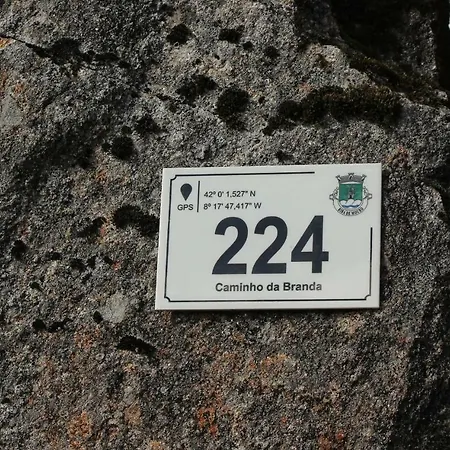 GPS
42º 0' 1,527" N
8º 17' 47,417" W
224
Caminho da Branda